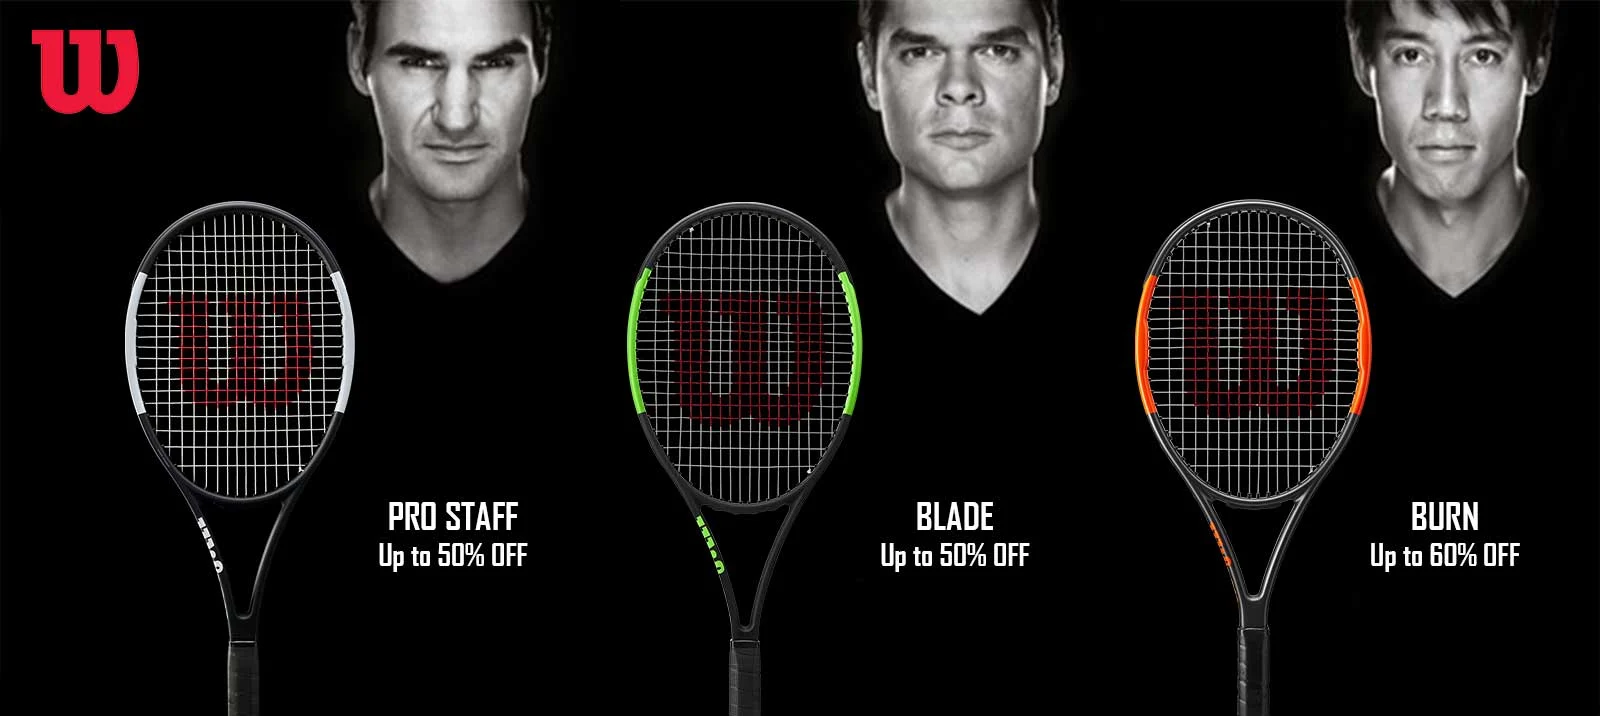 W
PRO STAFF
Up to 50% OFF
BLADE
Up to 50% OFF
BURN
Up to 60% OFF